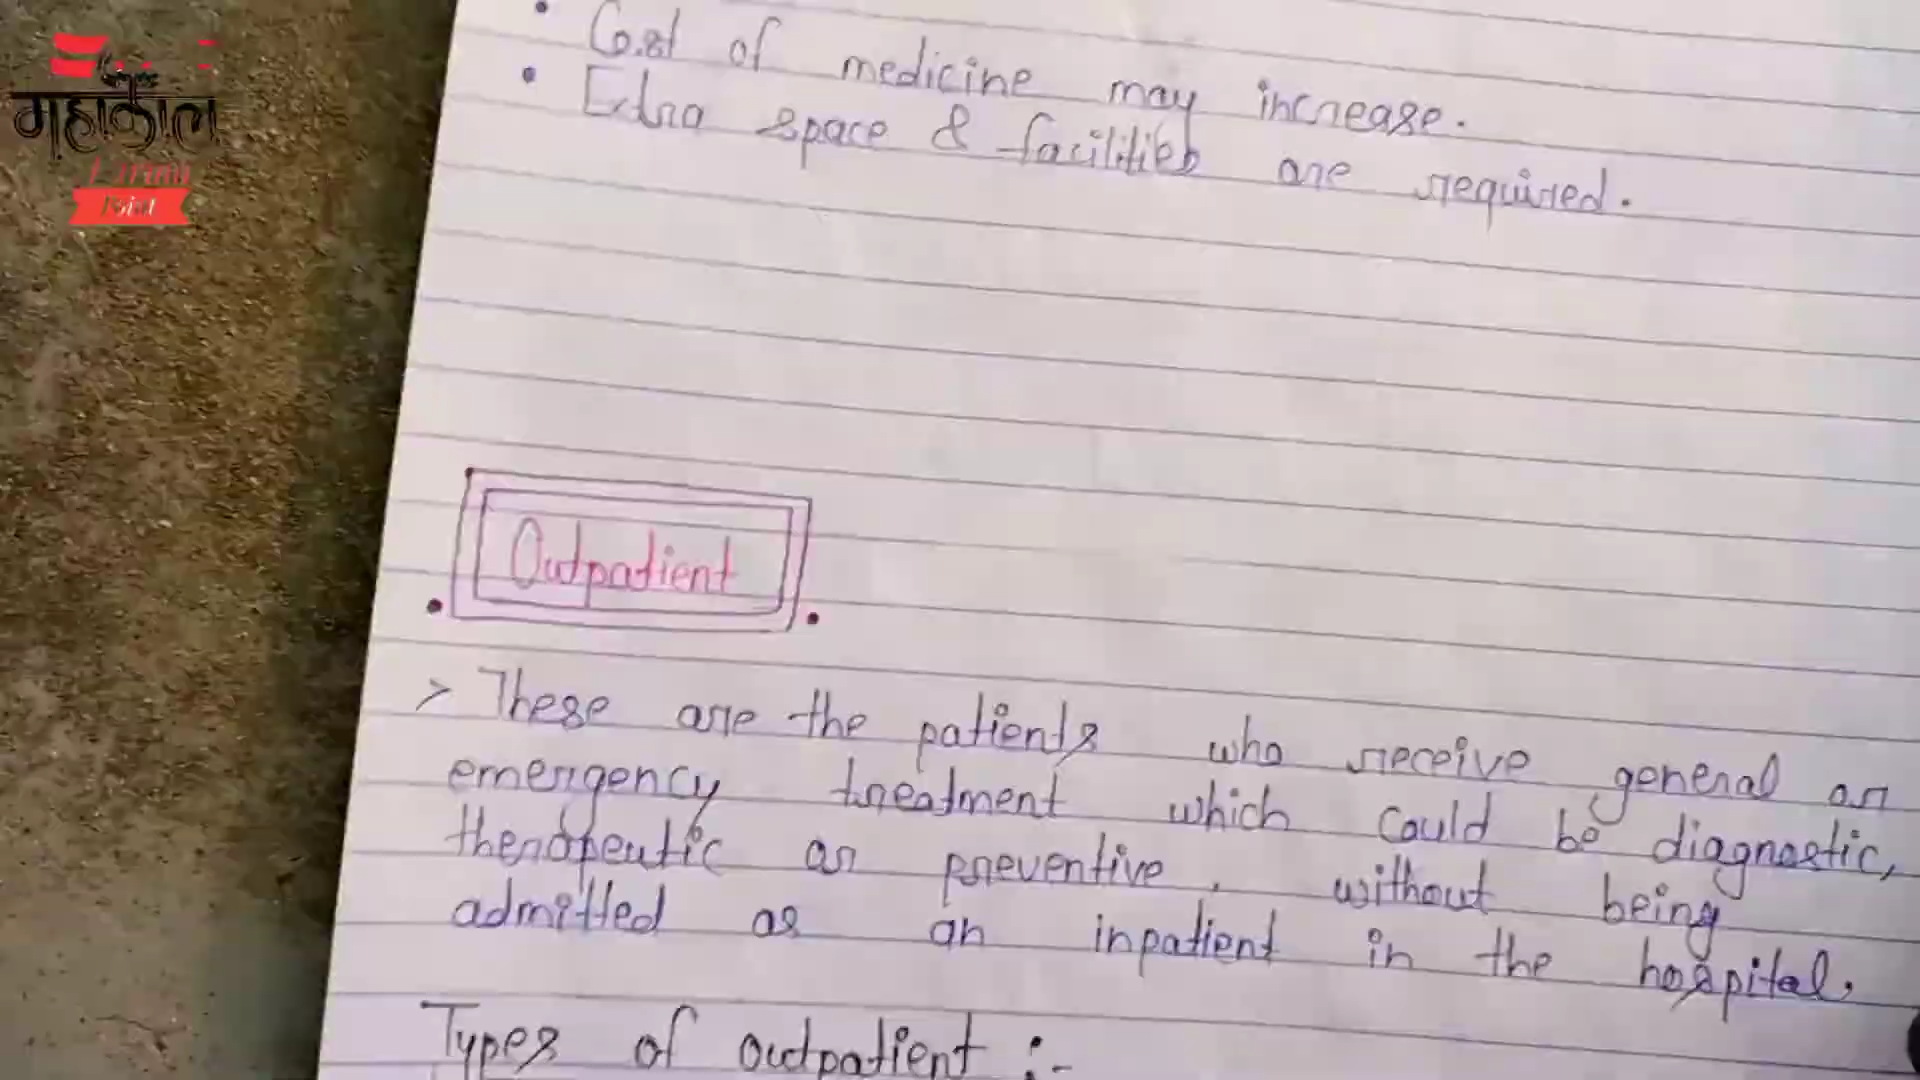 महाकाल
Point
• Cost of medicine may increase.
• Extra space & facilities are required.
Outpatient
> These are the patients who receive general or
emergency treatment which could be diagnostic,
therapeutic or preventive, without being
admitted as an inpatient in the hospital.
Types of outpatient :-